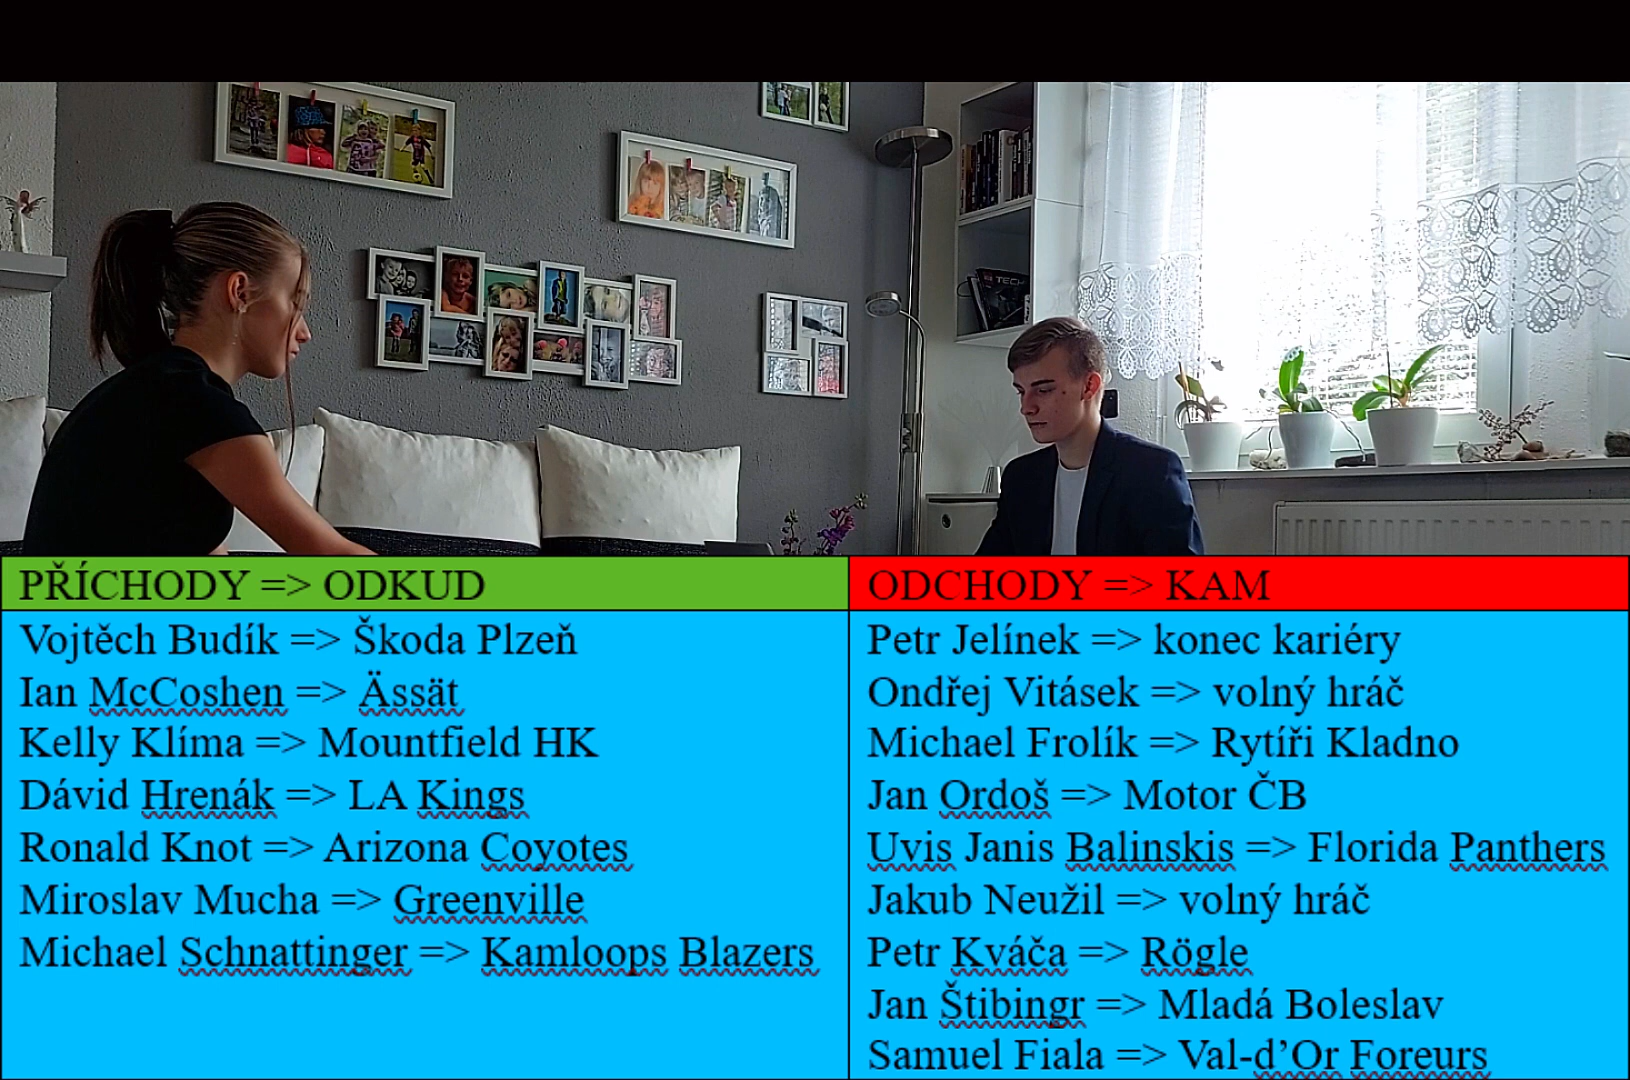 TECH
PŘÍCHODY => ODKUD
Vojtěch Budík => Škoda Plzeň
Ian McCoshen => Ässät
Kelly Klíma => Mountfield HK
Dávid Hrenák => LA Kings
Ronald Knot => Arizona Coyotes
Miroslav Mucha => Greenville
Michael Schnattinger => Kamloops Blazers
ODCHODY => KAM
Petr Jelínek => konec kariéry
Ondřej Vitásek => volný hráč
Michael Frolík => Rytíři Kladno
Jan Ordoš => Motor ČB
Uvis Janis Balinskis => Florida Panthers
Jakub Neužil => volný hráč
Petr Kváča => Rögle
Jan Štibingr => Mladá Boleslav
Samuel Fiala => Val-d’Or Foreurs